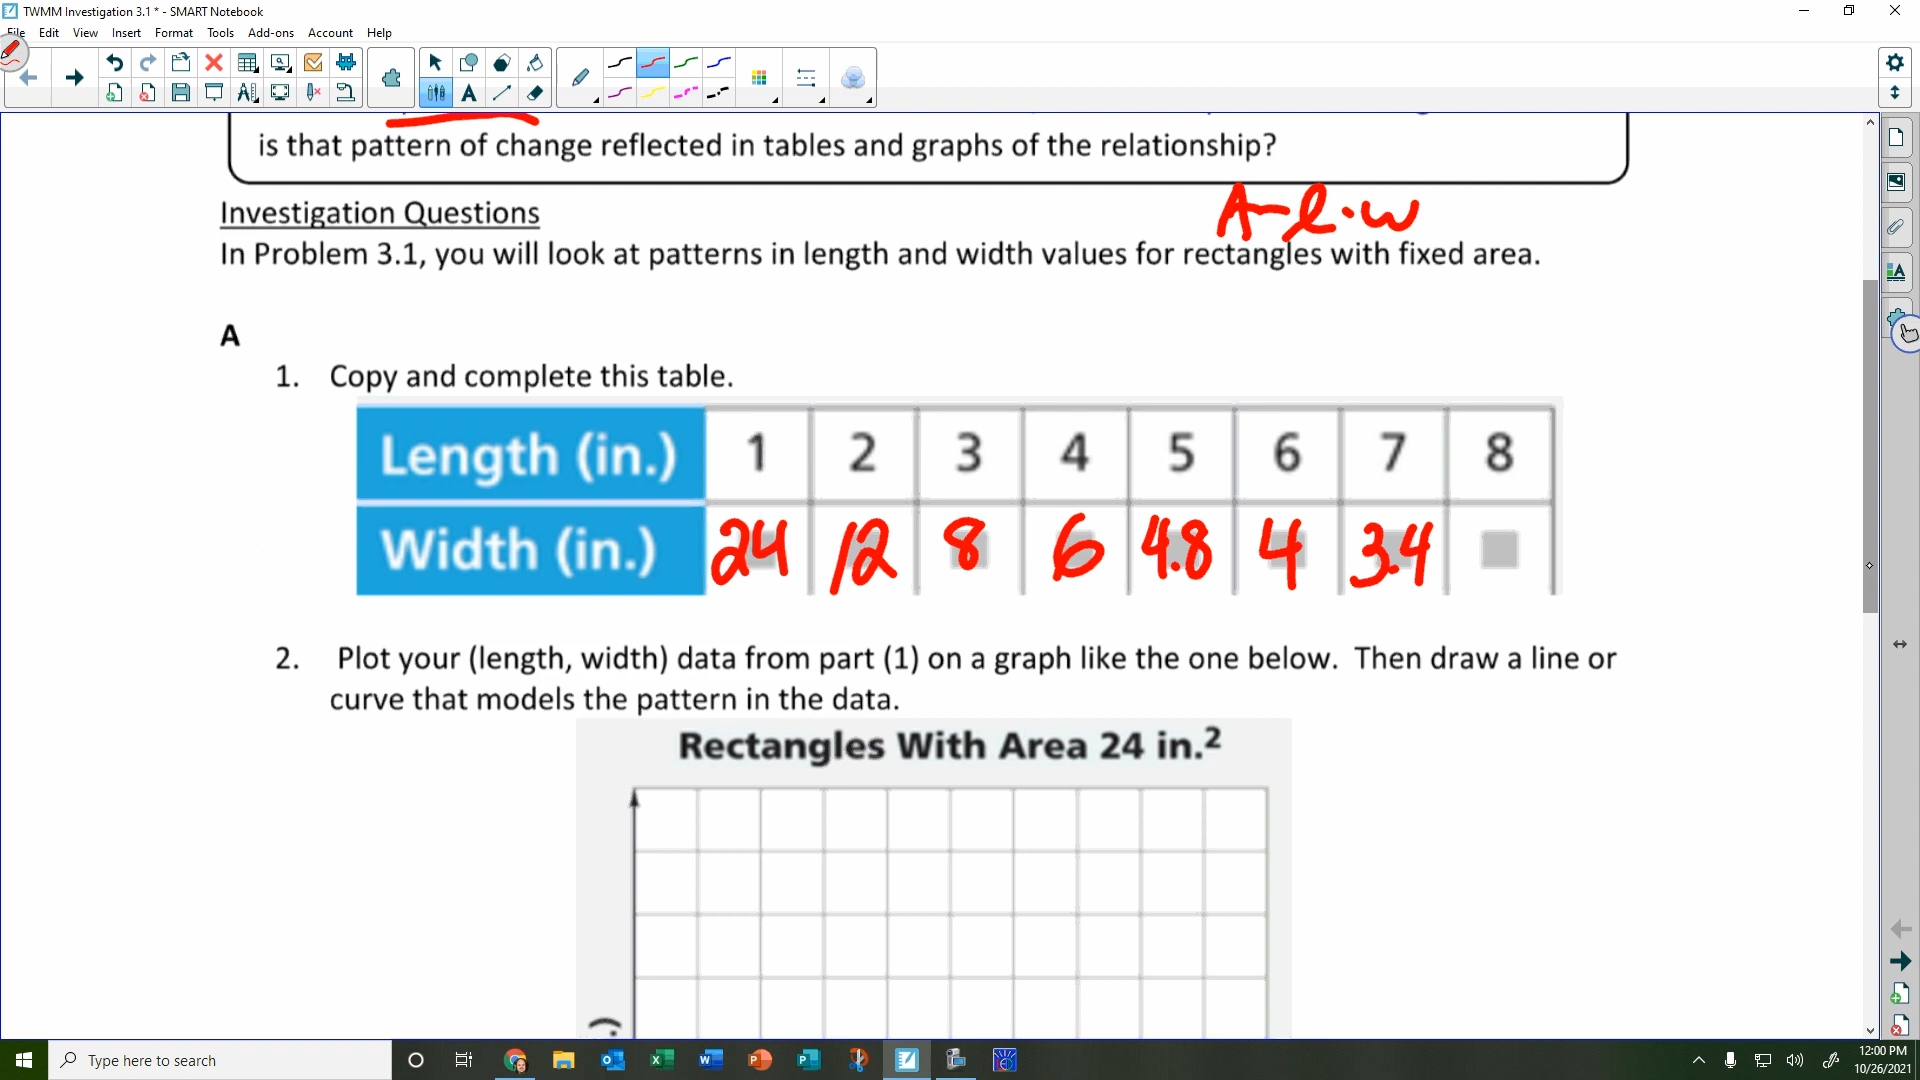 TWMM Investigation 3.1 * - SMART Notebook
File Edit View Insert Format Tools Add-ons Account Help
is that pattern of change reflected in tables and graphs of the relationship?
A-l·w
Investigation Questions
In Problem 3.1, you will look at patterns in length and width values for rectangles with fixed area.
A
1. Copy and complete this table.
Length (in.) 1 2 3 4 5 6 7 8
Width (in.) 24 12 8 6 4.8 4 3.4
2. Plot your (length, width) data from part (1) on a graph like the one below. Then draw a line or
curve that models the pattern in the data.
Rectangles With Area 24 in.²
Type here to search
12:00 PM
10/26/2021